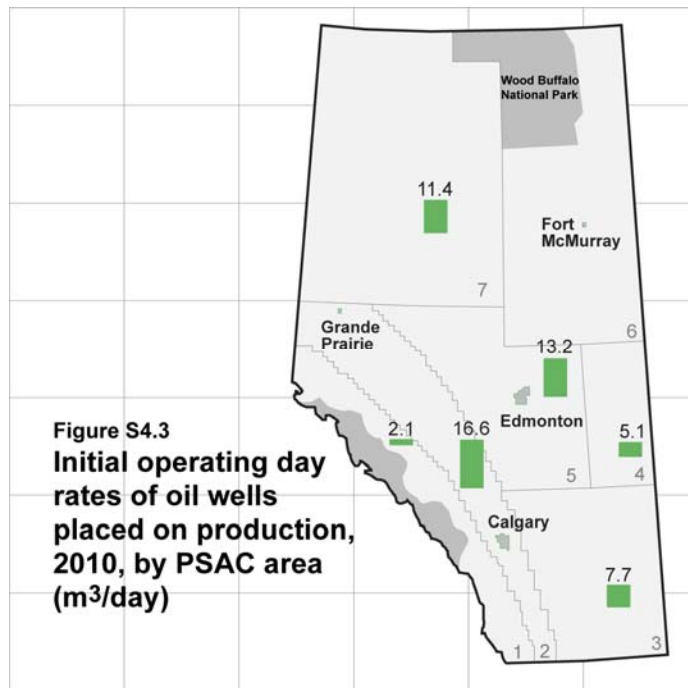 Wood Buffalo
National Park
11.4
Fort
McMurray
7
6
Grande
Prairie
13.2
Edmonton
2.1
16.6
5.1
5
4
Figure S4.3
Initial operating day
rates of oil wells
placed on production,
2010, by PSAC area
(m³/day)
Calgary
7.7
1
2
3